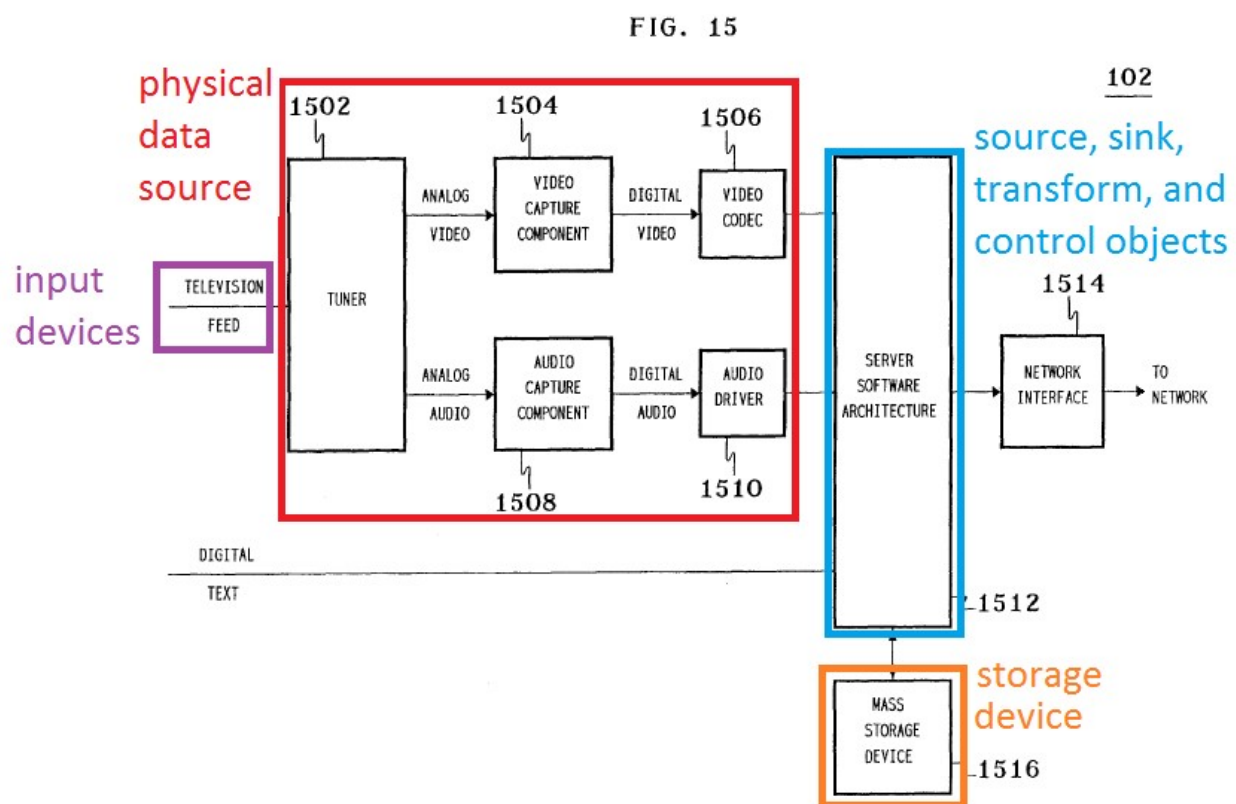 FIG. 15
102
physical
data
source
1502
1504
1506
source, sink,
transform, and
control objects
input
devices
TELEVISION
FEED
TUNER
ANALOG
VIDEO
VIDEO
CAPTURE
COMPONENT
DIGITAL
VIDEO
VIDEO
CODEC
1514
ANALOG
AUDIO
AUDIO
CAPTURE
COMPONENT
DIGITAL
AUDIO
AUDIO
DRIVER
SERVER
SOFTWARE
ARCHITECTURE
NETWORK
INTERFACE
TO
NETWORK
1508
1510
DIGITAL
TEXT
1512
storage
device
MASS
STORAGE
DEVICE
1516